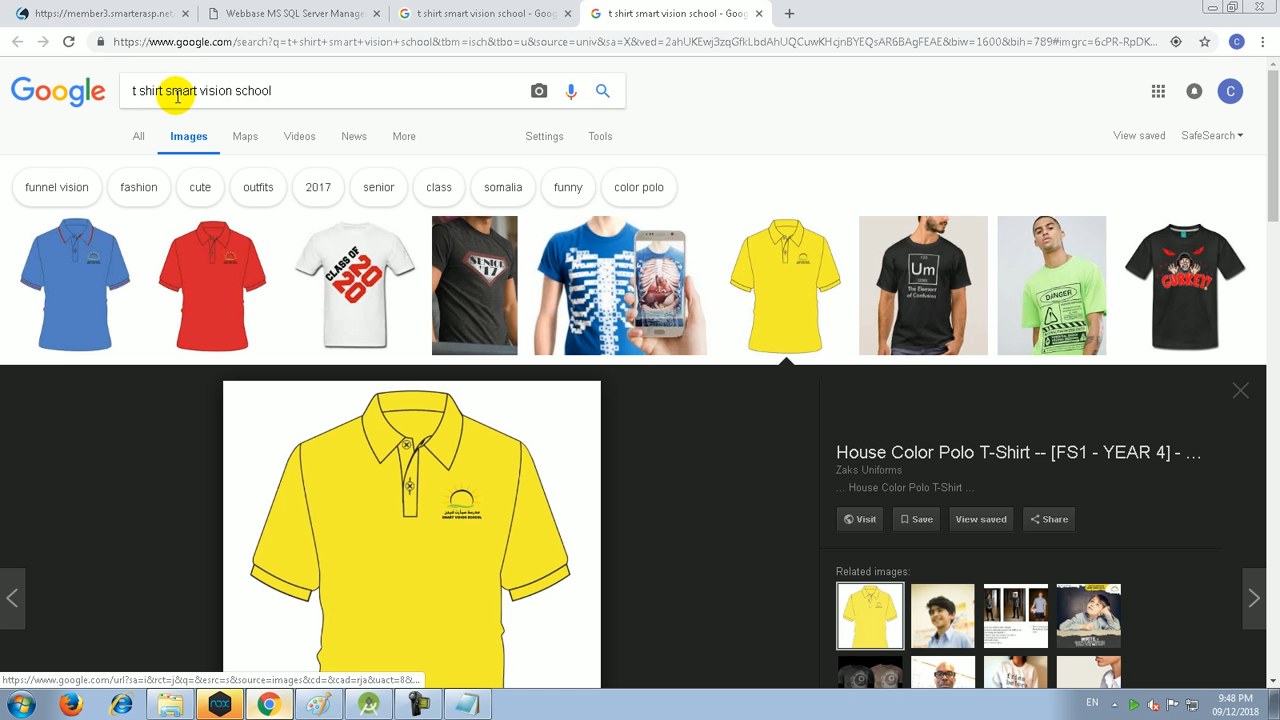 https://member3.smarterasp.net
Webbase MS SQL Server Manage
t shirt smart vision school - Goog
t shirt smart vision school - Goog
https://www.google.com/search?q=t+shirt+smart+vision+school&tbm=isch&tbo=u&source=univ&sa=X&ved=2ahUKEwj3zqGfkLbdAhUQCuwKHcjnBYEQsAR6BAgFEAE&biw=1600&bih=789#imgrc=6cPR-RpDK...
C
Google
t shirt smart vision school
C
All
Images
Maps
Videos
News
More
Settings
Tools
View saved
SafeSearch
funnel vision
fashion
cute
outfits
2017
senior
class
somalia
funny
color polo
CLASS OF
2020
Um
The Element
of Confusion
DANGER
House Color Polo T-Shirt -- [FS1 - YEAR 4] - ...
Zaks Uniforms
... House Color Polo T-Shirt ...
Visit
Save
View saved
Share
مدرسة سمارت فيجن
SMART VISION SCHOOL
Related images:
https://www.google.com/url?sa=i&rct=j&q=&esrc=s&source=images&cd=&cad=rja&uact=8&...
nox
EN
9:48 PM
09/12/2018